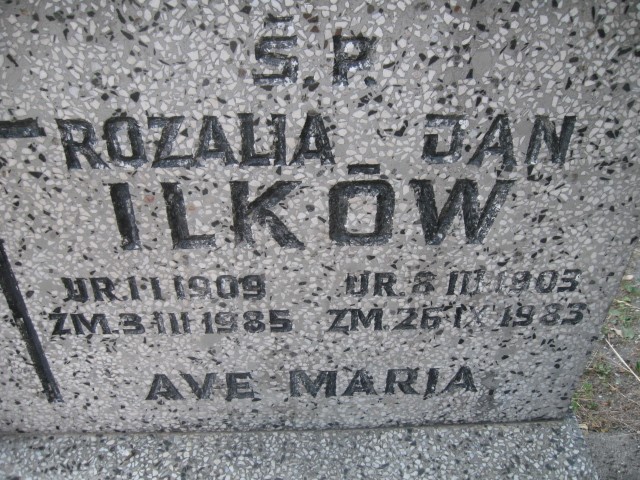 Ś.P.
ROZALIA JAN
ILKÓW
UR. 1 I. 1909 UR. 8 III. 1903
ZM. 3 III 1985 ZM. 26 IX 1983
AVE MARIA